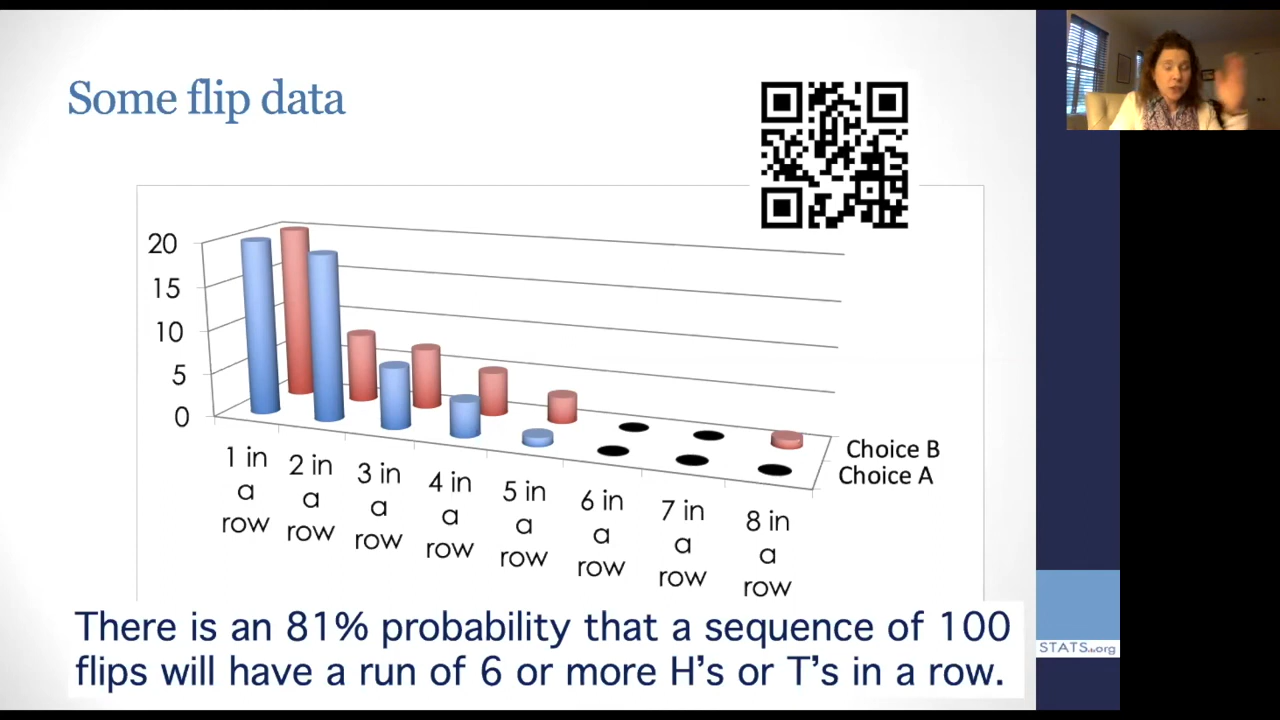 Some flip data
20
15
10
5
0
1 in
a
row
2 in
a
row
3 in
a
row
4 in
a
row
5 in
a
row
6 in
a
row
7 in
a
row
8 in
a
row
Choice B
Choice A
There is an 81% probability that a sequence of 100
flips will have a run of 6 or more H's or T's in a row.
STATS.org